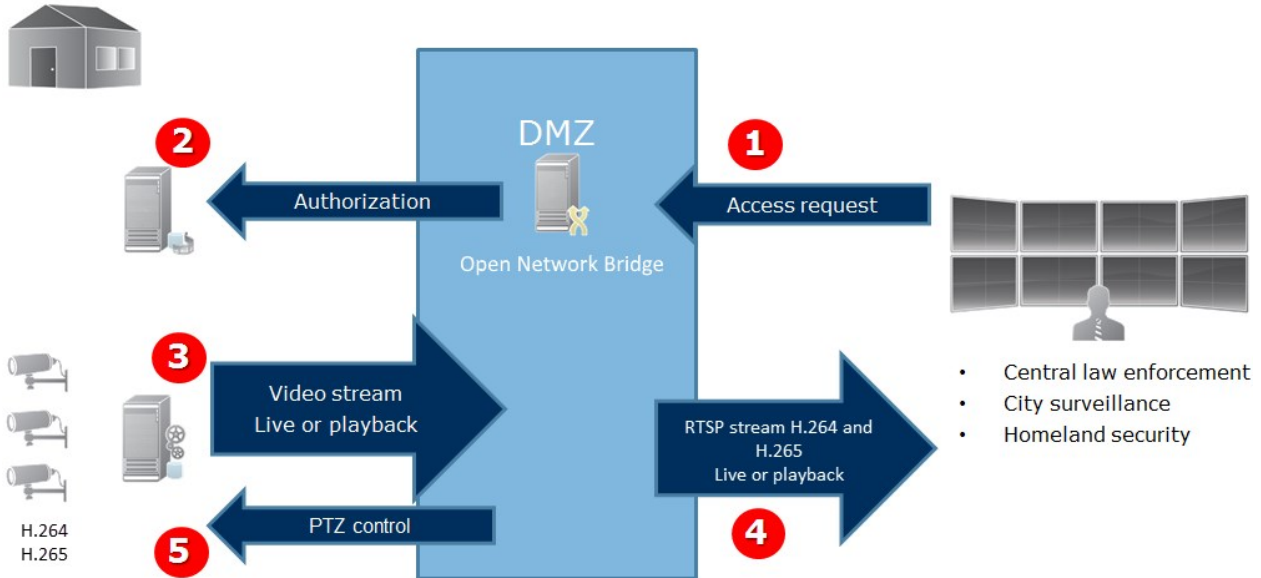 DMZ
1
2
Authorization
Access request
Open Network Bridge
3
Video stream
Live or playback
RTSP stream H.264 and
H.265
Live or playback
• Central law enforcement
• City surveillance
• Homeland security
PTZ control
H.264
H.265
5
4